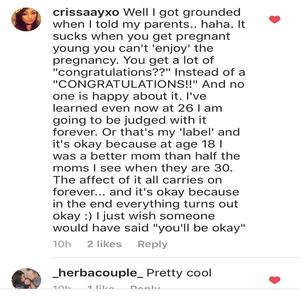 crissaayxo Well I got grounded
when I told my parents.. haha. It
sucks when you get pregnant
young you can't 'enjoy' the
pregnancy. You get a lot of
"congratulations??" Instead of a
"CONGRATULATIONS!!" And no
one is happy about it. I've
learned even now at 26 I am
going to be judged with it
forever. Or that's my 'label' and
it's okay because at age 18 I
was a better mom than half the
moms I see when they are 30.
The affect of it all carries on
forever... and it's okay because
in the end everything turns out
okay :) I just wish someone
would have said "you'll be okay"
10h 2 likes Reply
_herbacouple_ Pretty cool
10h 1 like Reply